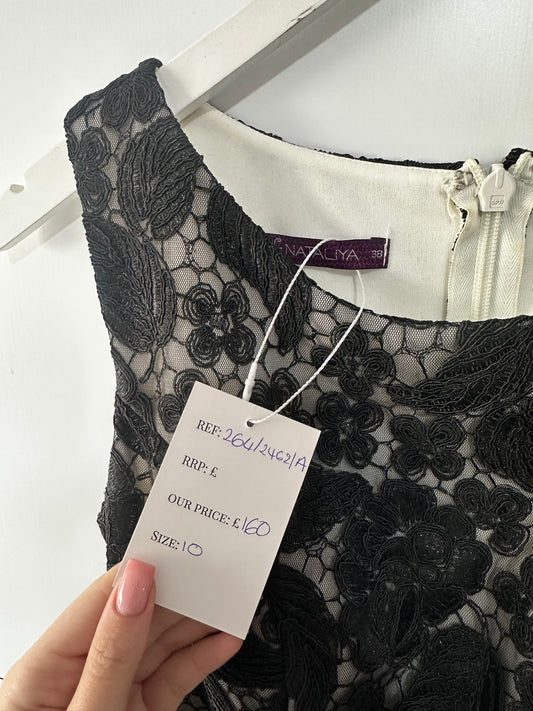 NATALIYA 38
REF: 264/2462/A
RRP: £
OUR PRICE: £ 160
SIZE: 10